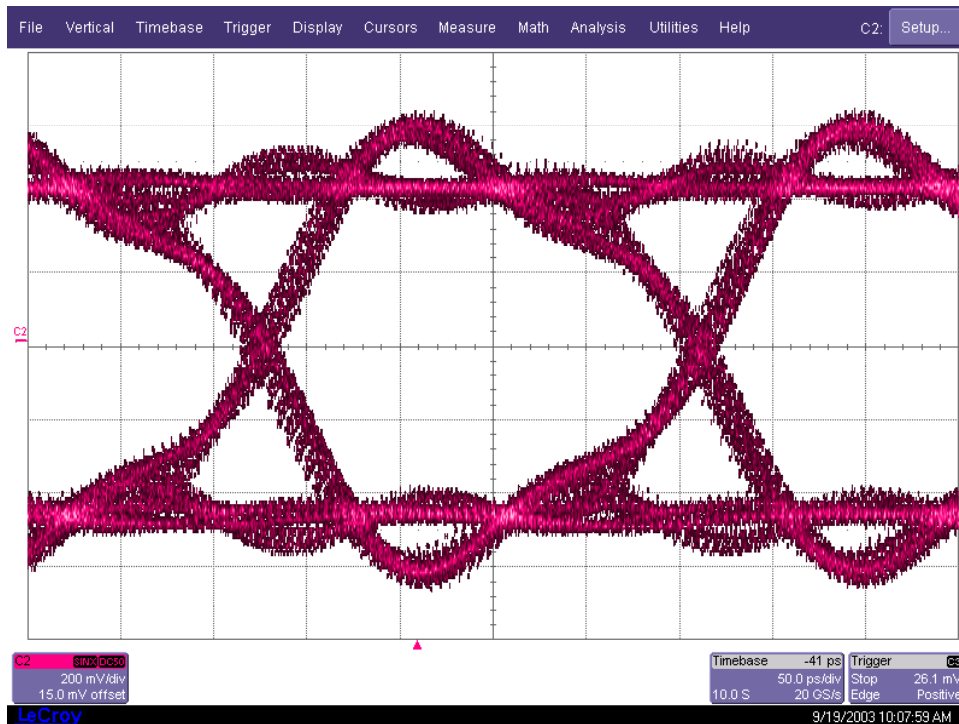 File Vertical Timebase Trigger Display Cursors Measure Math Analysis Utilities Help C2: Setup...
C2
C2 SINX DC50
200 mV/div
15.0 mV offset
Timebase -41 ps
50.0 ps/div
10.0 S 20 GS/s
Trigger C3
Stop 26.1 mV
Edge Positive
LeCroy
9/19/2003 10:07:59 AM